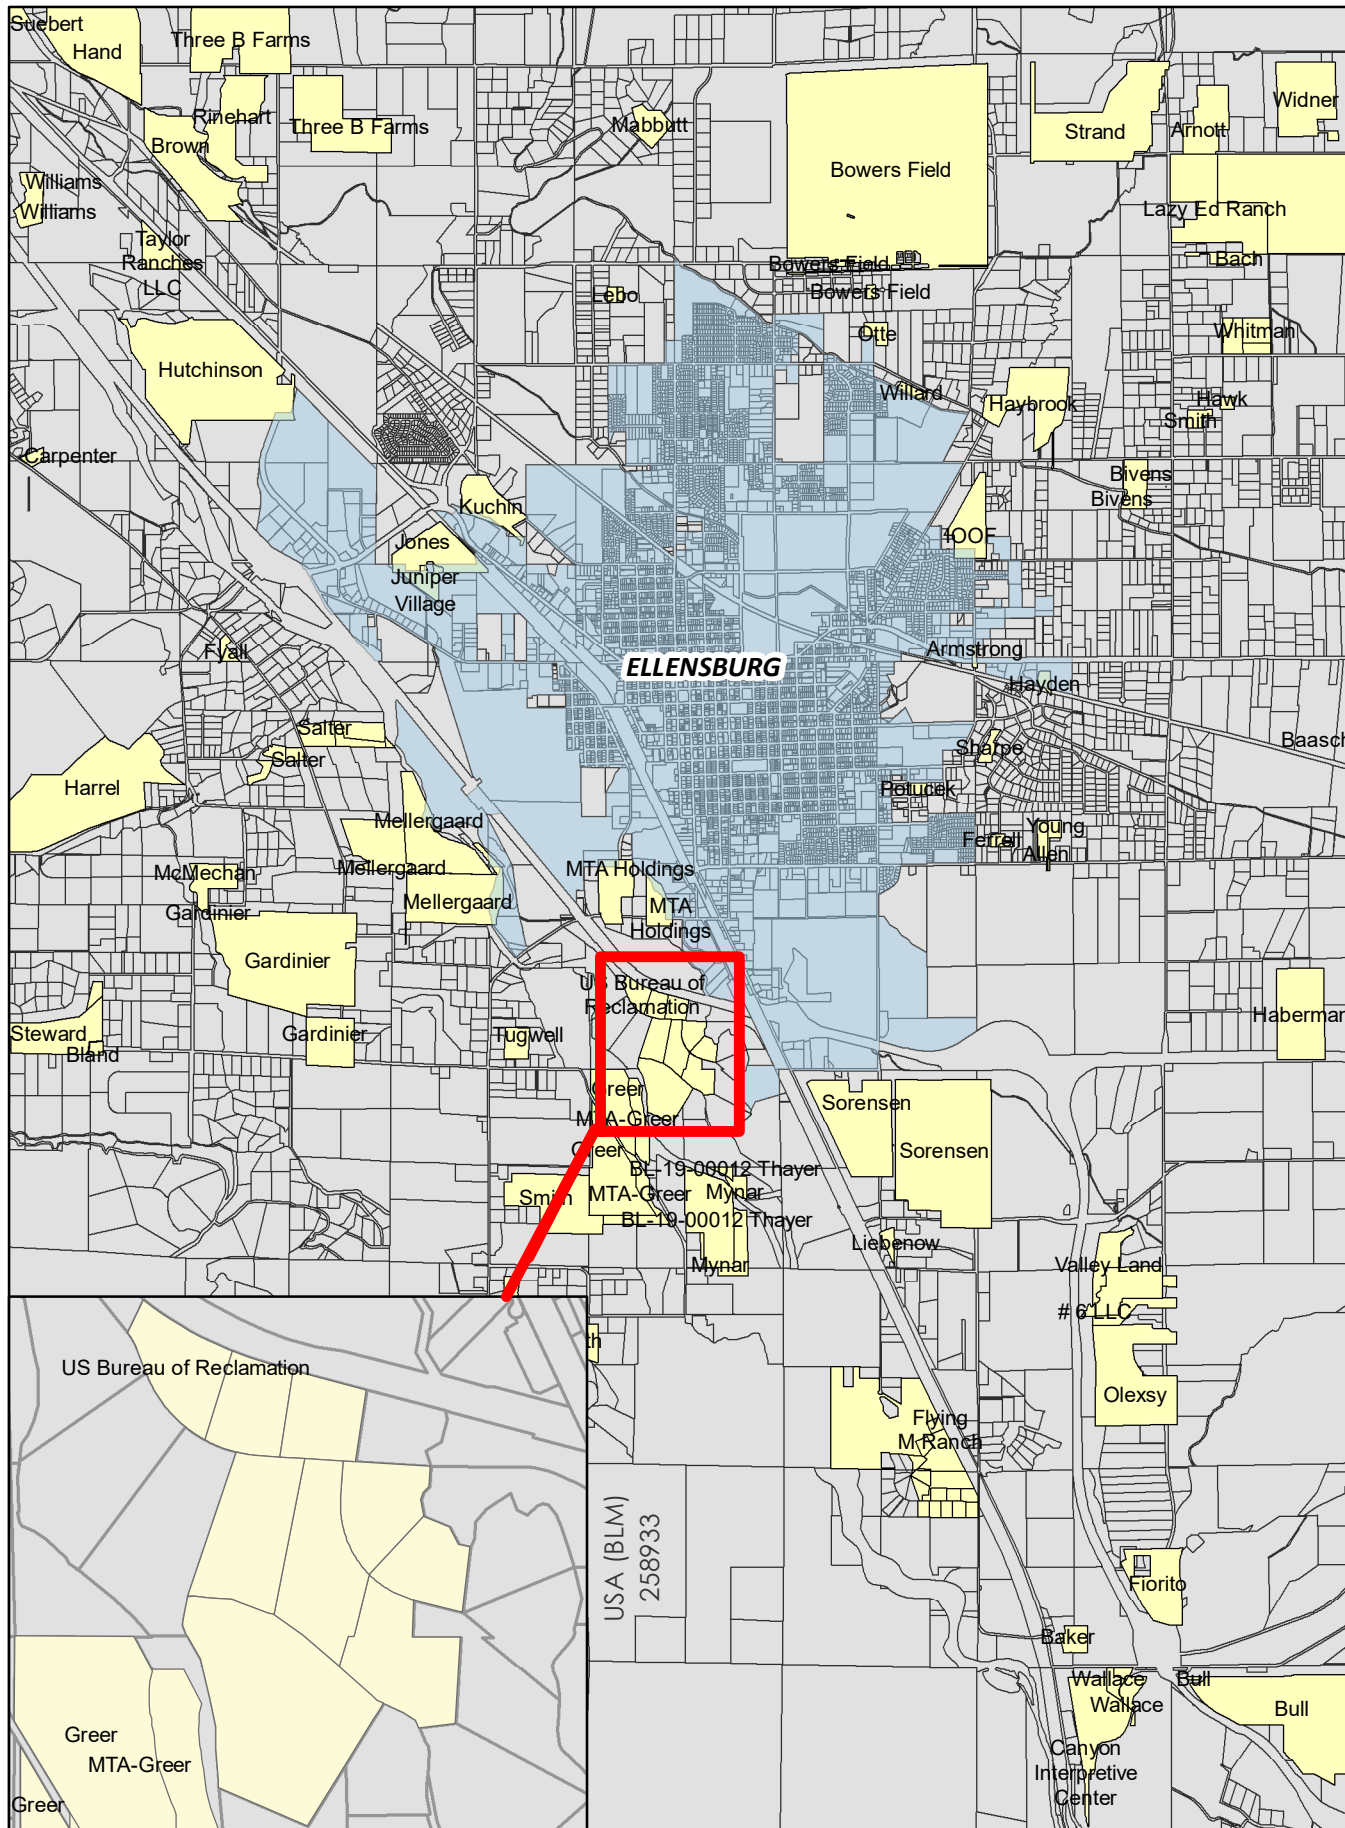 Suebert
Hand
Three B Farms
Rinehart
Three B Farms
Brown
Mabbutt
Bowers Field
Strand
Arnott
Widner
Williams
Williams
Taylor
Ranches
LLC
Lazy Ed Ranch
Bach
Bowers Field
Bowers Field
Lebo
Otte
Whitman
Hutchinson
Willard
Haybrook
Hawk
Smith
Carpenter
Kuchin
Bivens
Bivens
IOOF
Jones
Juniper
Village
Fyall
ELLENSBURG
Armstrong
Hayden
Salter
Salter
Sharpe
Baasch
Harrel
Potucek
Mellergaard
Young
Ferrell
Allen
McMechan
Mellergaard
MTA Holdings
Gardinier
Mellergaard
MTA
Holdings
Gardinier
US Bureau of
Reclamation
Steward
Bland
Gardinier
Tugwell
Haberman
Greer
MTA-Greer
Sorensen
Sorensen
Greer
BL-19-00012 Thayer
Smith
MTA-Greer
Mynar
BL-19-00012 Thayer
Liebenow
Mynar
Valley Land
# 6 LLC
th
Olexsy
Flying
M Ranch
USA (BLM)
258933
Fiorito
Baker
Wallace
Wallace
Bull
Bull
Canyon
Interpretive
Center
US Bureau of Reclamation
Greer
MTA-Greer
Greer